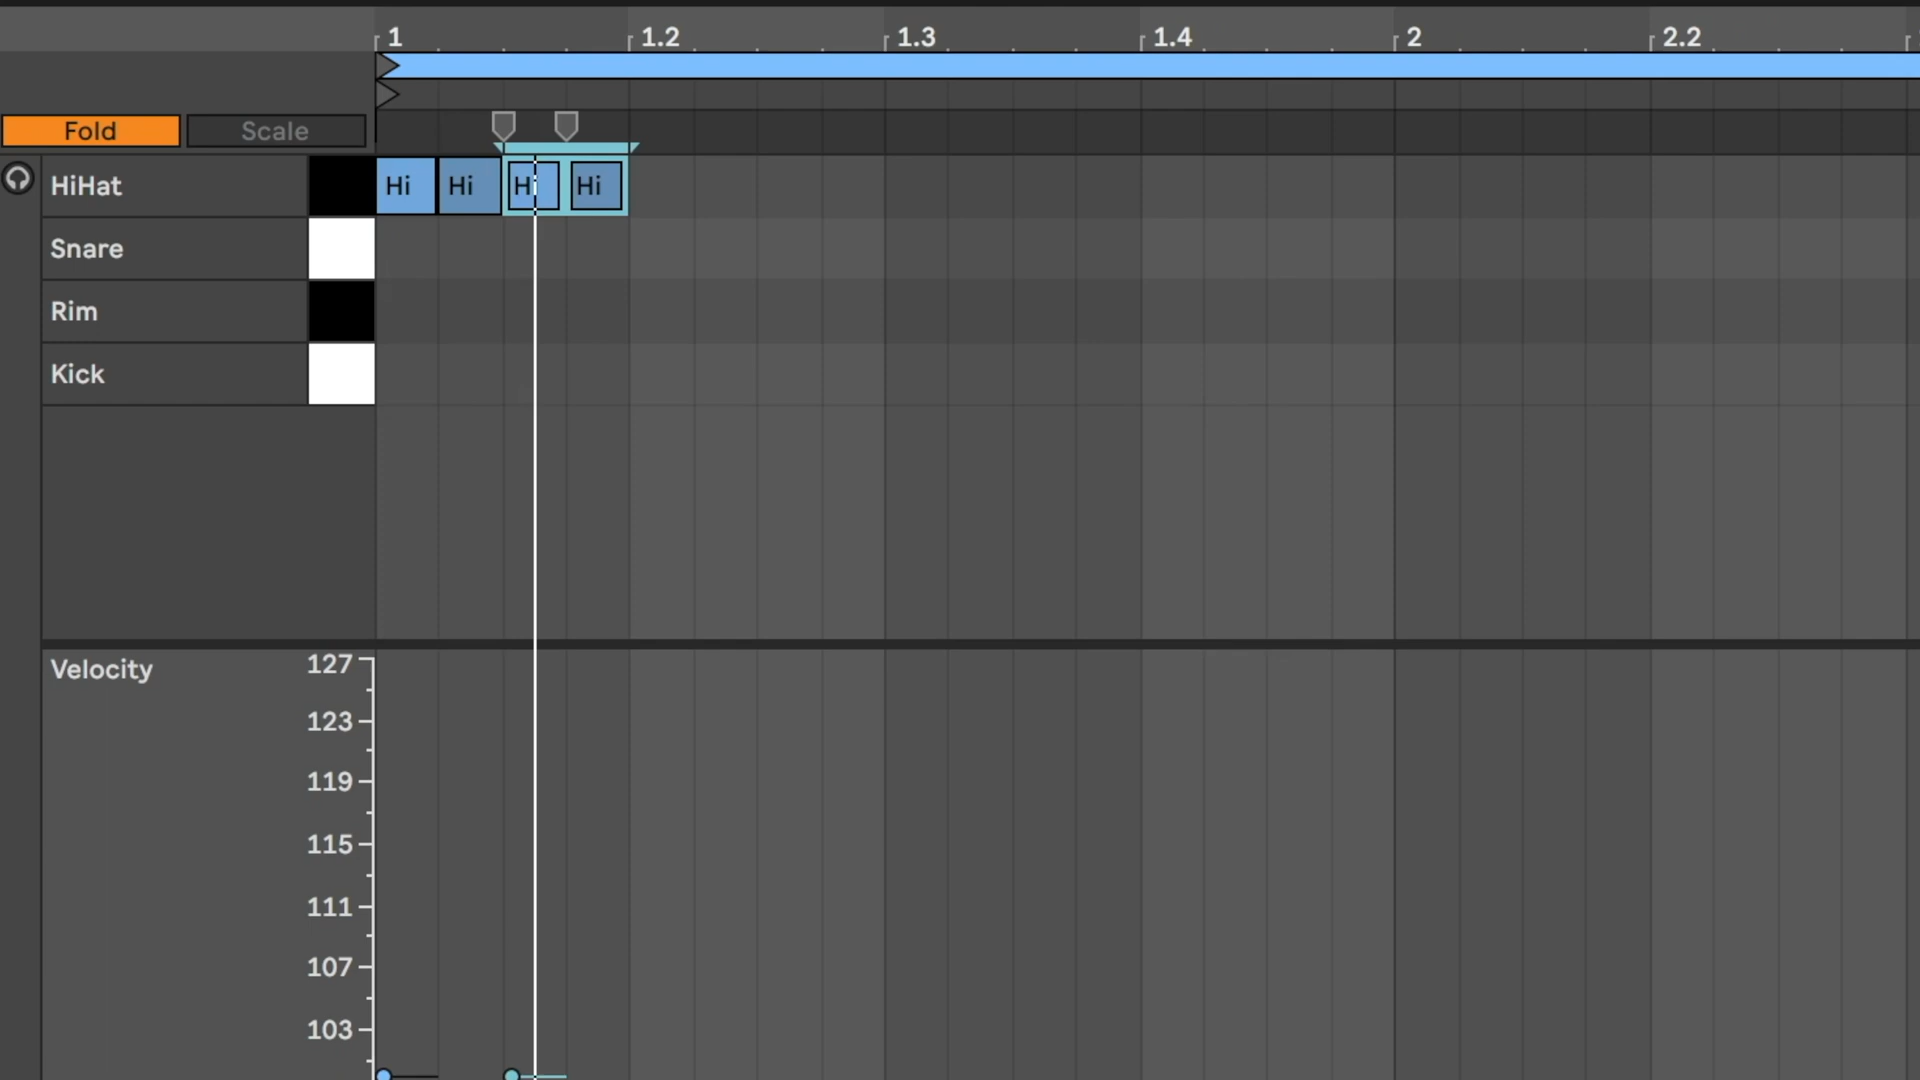 1 1.2 1.3 1.4 2 2.2
Fold Scale
HiHat Hi Hi Hi Hi
Snare
Rim
Kick
Velocity 127
123
119
115
111
107
103